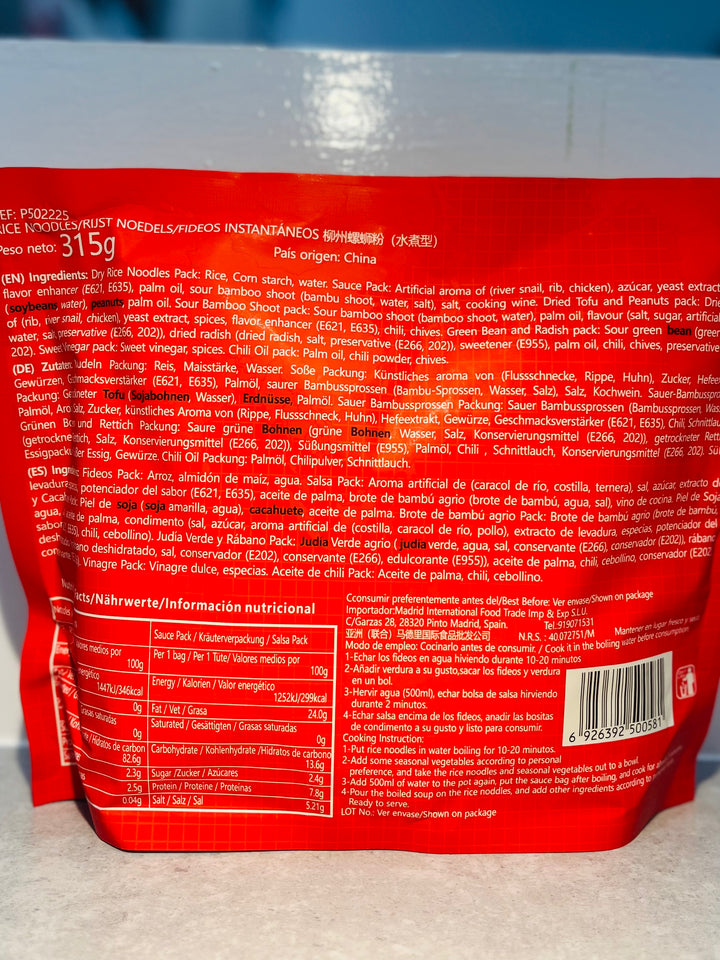 EF: P502225
RICE NOODLES/RIJST NOEDELS/FIDEOS INSTANTÁNEOS 柳州螺蛳粉（水煮型）
Peso neto: 315g
País origen: China
(EN) Ingredients: Dry Rice Noodles Pack: Rice, Corn starch, water. Sauce Pack: Artificial aroma of (river snail, rib, chicken), azúcar, yeast extract
flavor enhancer (E621, E635), palm oil, sour bamboo shoot (bambu shoot, water, salt), salt, cooking wine. Dried Tofu and Peanuts pack: Drie
(soybeans water), peanuts, palm oil. Sour Bamboo Shoot pack: Sour bamboo shoot (bamboo shoot, water), palm oil, flavour (salt, sugar, artificial
of (rib, river snail, chicken), yeast extract, spices, flavor enhancer (E621, E635), chili, chives. Green Bean and Radish pack: Sour green bean (green
water, salt preservative (E266, 202)), dried radish (dried radish, salt, preservative (E266, 202)), sweetener (E955), palm oil, chili, chives, preservative
202). Sweet Vinegar pack: Sweet vinegar, spices. Chili Oil pack: Palm oil, chili powder, chives.
(DE) Zutaten: Nudeln Packung: Reis, Maisstärke, Wasser. Soße Packung: Künstliches aroma von (Flussschnecke, Rippe, Huhn), Zucker, Hefee
Gewürzen, Geschmacksverstärker (E621, E635), Palmöl, saurer Bambussprossen (Bambu-Sprossen, Wasser, Salz), Salz, Kochwein. Sauer-Bambusspro
Packung: Tofu (Sojabohnen, Wasser), Erdnüsse, Palmöl. Sauer Bambussprossen Packung: Sauer Bambussprossen (Bambussprossen, Was
Palmöl, Salz, Zucker, künstliches Aroma von (Rippe, Flussschneck, Huhn), Hefeextrakt, Gewürze, Geschmacksverstärker (E621, E635), Chili, Schnittlau
Grünen und Rettich Packung: Saure grüne Bohnen (grüne Bohnen, Wasser, Salz, Konservierungsmittel (E266, 202)), getrockneter Retti
(getrockne Salz, Konservierungsmittel (E266, 202)), Süßungsmittel (E955), Palmöl, Chili , Schnittlauch, Konservierungsmittel (E266, 202). Sü
Essigpack Essig, Gewürze. Chili Oil Packung: Palmöl, Chilipulver, Schnittlauch.
(ES) Fideos Pack: Arroz, almidón de maíz, agua. Salsa Pack: Aroma artificial de (caracol de río, costilla, ternera), sal, azúcar, extracto d
levadura potenciador del sabor (E621, E635), aceite de palma, brote de bambú agrio (brote de bambú, agua, sal), vino de cocina. Piel de Soja
y Cacah Piel de soja (soja amarilla, agua), cacahuete, aceite de palma. Brote de bambú agrio Pack: Brote de bambú agrio (brote de bambú,
agua, de palma, condimento (sal, azúcar, aroma artificial de (costilla, caracol de río, pollo), extracto de levadura, especias, potenciador del
sabor chili, cebollino). Judía Verde y Rábano Pack: Judía Verde agrio (judía verde, agua, sal, conservante (E266), conservador (E202)), rábano
desh deshidratado, sal, conservador (E202), conservante (E266), edulcorante (E955)), aceite de palma, chili, cebollino, conservador (E202
Vinagre Pack: Vinagre dulce, especias. Aceite de chili Pack: Aceite de palma, chili, cebollino.
acts/Nährwerte/Información nutricional
Sauce Pack / Kräuterverpackung / Salsa Pack
valores medios por 100g
Per 1 bag / Per 1 Tüte/ Valores medios por 100g
1447kJ/346kcal
Energy / Kalorien / Valor energético 1252kJ/299kcal
0g
Fat / Vet / Grasa 24.0g
Grasas saturadas 0g
Saturated / Gesättigten / Grasas saturadas 0g
/Hidratos de carbon 82.6g
Carbohydrate / Kohlenhydrate /Hidratos de carbono 13.6g
2.3g
Sugar /Zucker / Azúcares 2.4g
2.5g
Protein / Proteine / Proteinas 7.8g
0.04g
Salt / Salz / Sal 5.21g
Cconsumir preferentemente antes del/Best Before: Ver envase/Shown on package
Importador:Madrid International Food Trade Imp & Exp S.LU.
C/Garzas 28, 28320 Pinto Madrid, Spain. Tel.:919071531
亚洲（联合）马德里国际食品批发公司 N.R.S. : 40.072751/M
Mantener en lugar fresco y seco
Modo de empleo: Cocinarlo antes de consumir. / Cook it in the boiling water before consumption.
1-Echar los fideos en agua hiviendo durante 10-20 minutos
2-Añadir verdura a su gusto,sacar los fideos y verdura
en un bol.
3-Hervir agua (500ml), echar bolsa de salsa hirviendo
durante 2 minutos.
4-Echar salsa encima de los fideos, anadir las bositas
de condimento a su gusto y listo para consumir.
Cooking Instruction:
1-Put rice noodles in water boiling for 10-20 minutos.
2-Add some seasonal vegetables according to personal
preference, and take the rice noodles and seasonal vegetables out to a bowl.
3-Add 500ml of water to the pot again, put the sauce bag after boiling, and cook for
4-Pour the boiled soup on the rice noddles, and add other ingredients according to
Ready to serve.
LOT No.: Ver envase/Shown on package
6 926392 500581